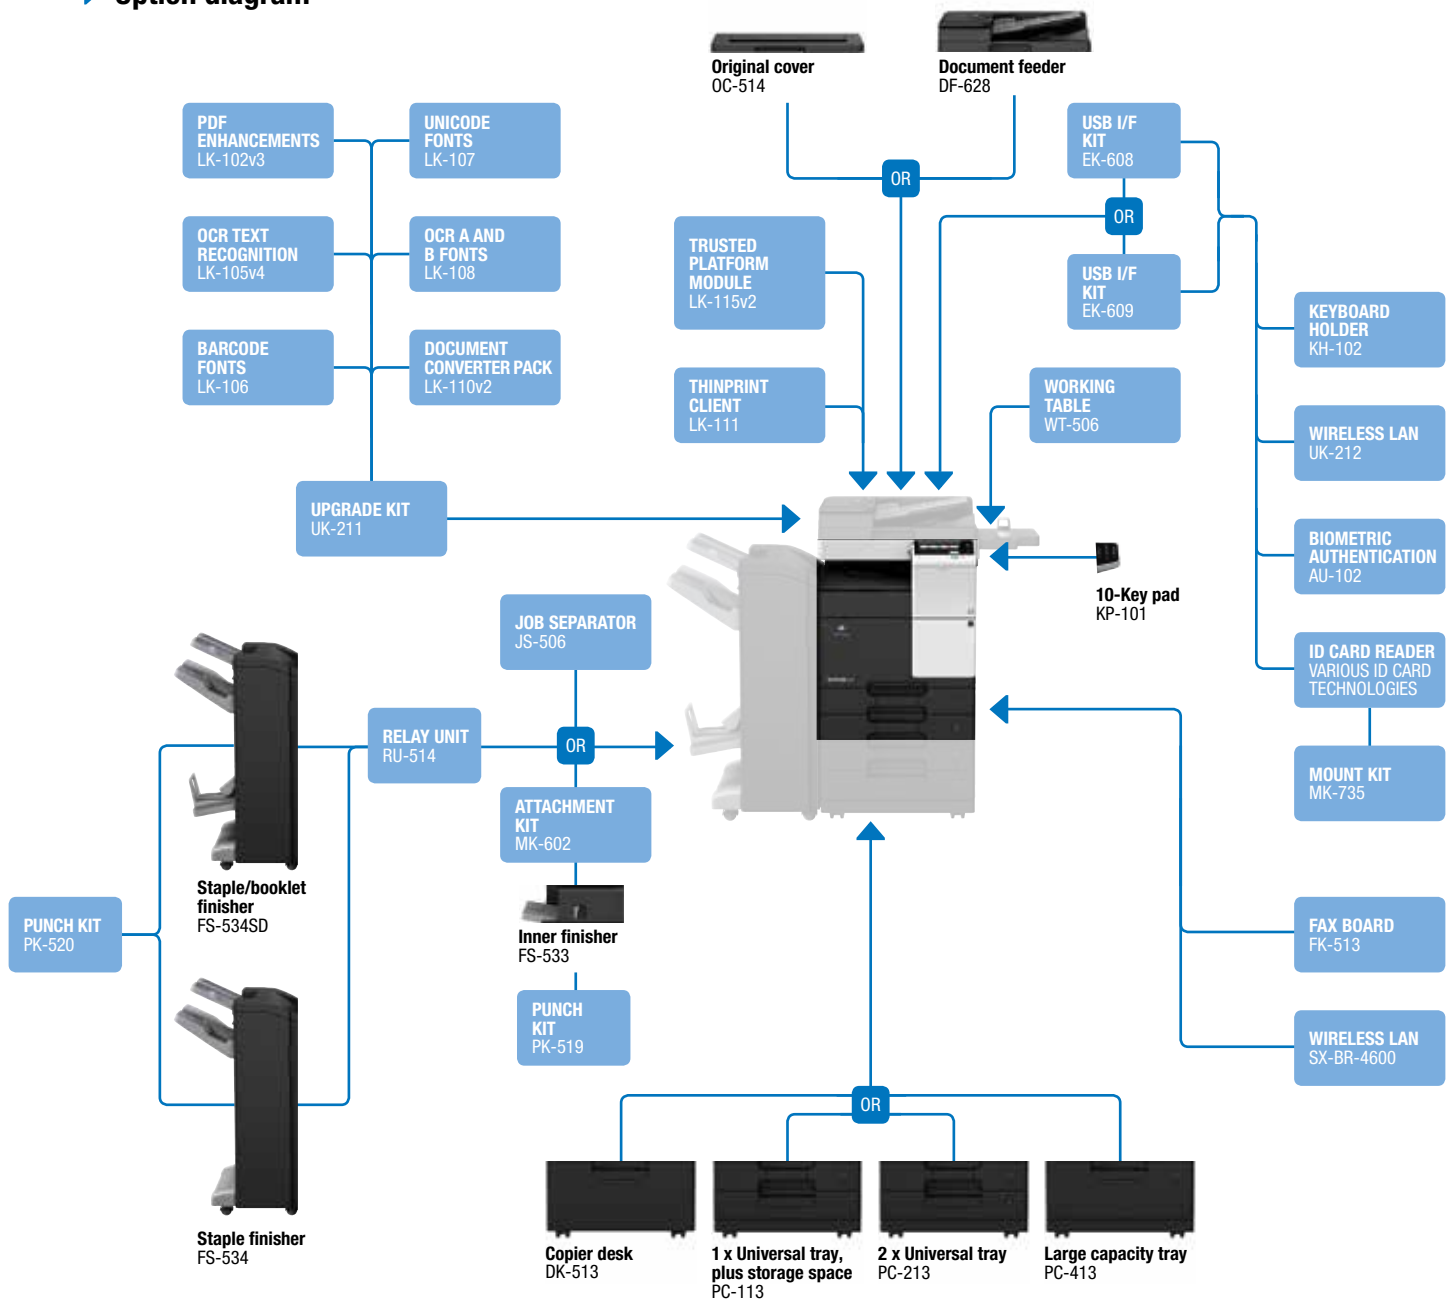 Option diagram
Original cover
OC-514
Document feeder
DF-628
PDF
ENHANCEMENTS
LK-102v3
UNICODE
FONTS
LK-107
USB I/F
KIT
EK-608
OR
OR
OCR TEXT
RECOGNITION
LK-105v4
OCR A AND
B FONTS
LK-108
TRUSTED
PLATFORM
MODULE
LK-115v2
USB I/F
KIT
EK-609
KEYBOARD
HOLDER
KH-102
BARCODE
FONTS
LK-106
DOCUMENT
CONVERTER PACK
LK-110v2
THINPRINT
CLIENT
LK-111
WORKING
TABLE
WT-506
WIRELESS LAN
UK-212
UPGRADE KIT
UK-211
BIOMETRIC
AUTHENTICATION
AU-102
10-Key pad
KP-101
JOB SEPARATOR
JS-506
ID CARD READER
VARIOUS ID CARD
TECHNOLOGIES
RELAY UNIT
RU-514
OR
MOUNT KIT
MK-735
ATTACHMENT
KIT
MK-602
Staple/booklet
finisher
FS-534SD
PUNCH KIT
PK-520
Inner finisher
FS-533
FAX BOARD
FK-513
PUNCH
KIT
PK-519
WIRELESS LAN
SX-BR-4600
OR
Staple finisher
FS-534
Copier desk
DK-513
1 x Universal tray,
plus storage space
PC-113
2 x Universal tray
PC-213
Large capacity tray
PC-413